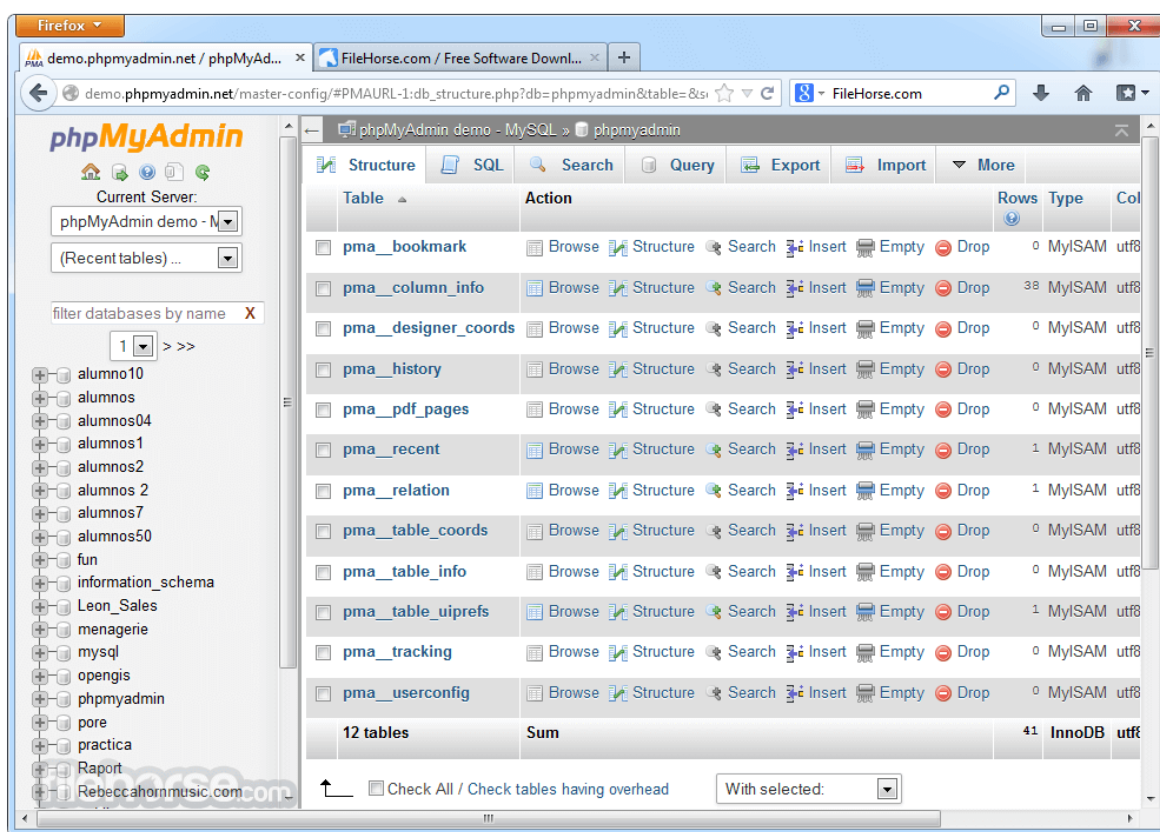 Firefox
demo.phpmyadmin.net / phpMyAd... ×
FileHorse.com / Free Software Downl... ×
demo.phpmyadmin.net/master-config/#PMAURL-1:db_structure.php?db=phpmyadmin&table=&s
FileHorse.com
phpMyAdmin
Current Server:
phpMyAdmin demo - M
(Recent tables) ...
filter databases by name X
1 > >>
alumno10
alumnos
alumnos04
alumnos1
alumnos2
alumnos 2
alumnos7
alumnos50
fun
information_schema
Leon_Sales
menagerie
mysql
opengis
phpmyadmin
pore
practica
Raport
Rebeccahornmusic.com
filehorse.com
phpMyAdmin demo - MySQL » phpmyadmin
Structure SQL Search Query Export Import More
Table Action Rows Type Col
pma__bookmark Browse Structure Search Insert Empty Drop 0 MyISAM utf8
pma__column_info Browse Structure Search Insert Empty Drop 38 MyISAM utf8
pma__designer_coords Browse Structure Search Insert Empty Drop 0 MyISAM utf8
pma__history Browse Structure Search Insert Empty Drop 0 MyISAM utf8
pma__pdf_pages Browse Structure Search Insert Empty Drop 0 MyISAM utf8
pma__recent Browse Structure Search Insert Empty Drop 1 MyISAM utf8
pma__relation Browse Structure Search Insert Empty Drop 1 MyISAM utf8
pma__table_coords Browse Structure Search Insert Empty Drop 0 MyISAM utf8
pma__table_info Browse Structure Search Insert Empty Drop 0 MyISAM utf8
pma__table_uiprefs Browse Structure Search Insert Empty Drop 1 MyISAM utf8
pma__tracking Browse Structure Search Insert Empty Drop 0 MyISAM utf8
pma__userconfig Browse Structure Search Insert Empty Drop 0 MyISAM utf8
12 tables Sum 41 InnoDB utf8
Check All / Check tables having overhead With selected: